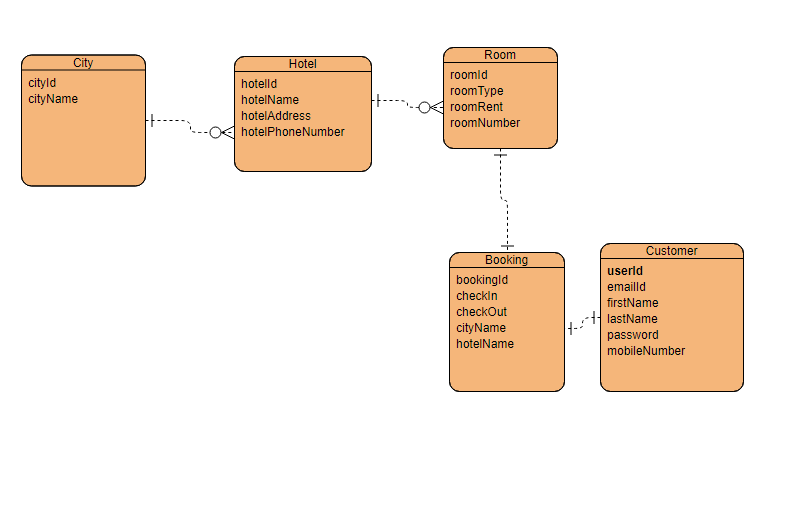 City
cityId
cityName
Hotel
hotelId
hotelName
hotelAddress
hotelPhoneNumber
Room
roomId
roomType
roomRent
roomNumber
Booking
bookingId
checkIn
checkOut
cityName
hotelName
Customer
userId
emailId
firstName
lastName
password
mobileNumber